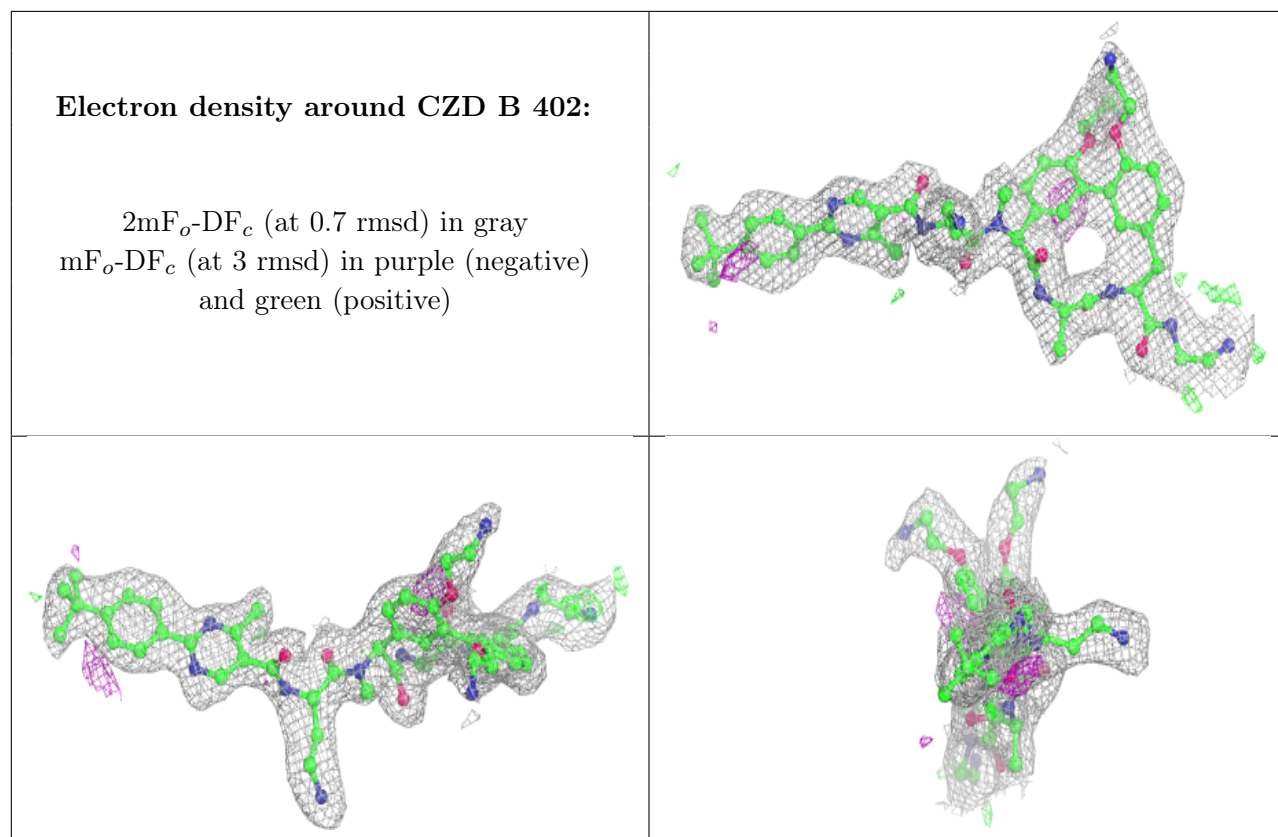 Electron density around CZD B 402:
2mFₒ-DF𝒸 (at 0.7 rmsd) in gray
mFₒ-DF𝒸 (at 3 rmsd) in purple (negative)
and green (positive)